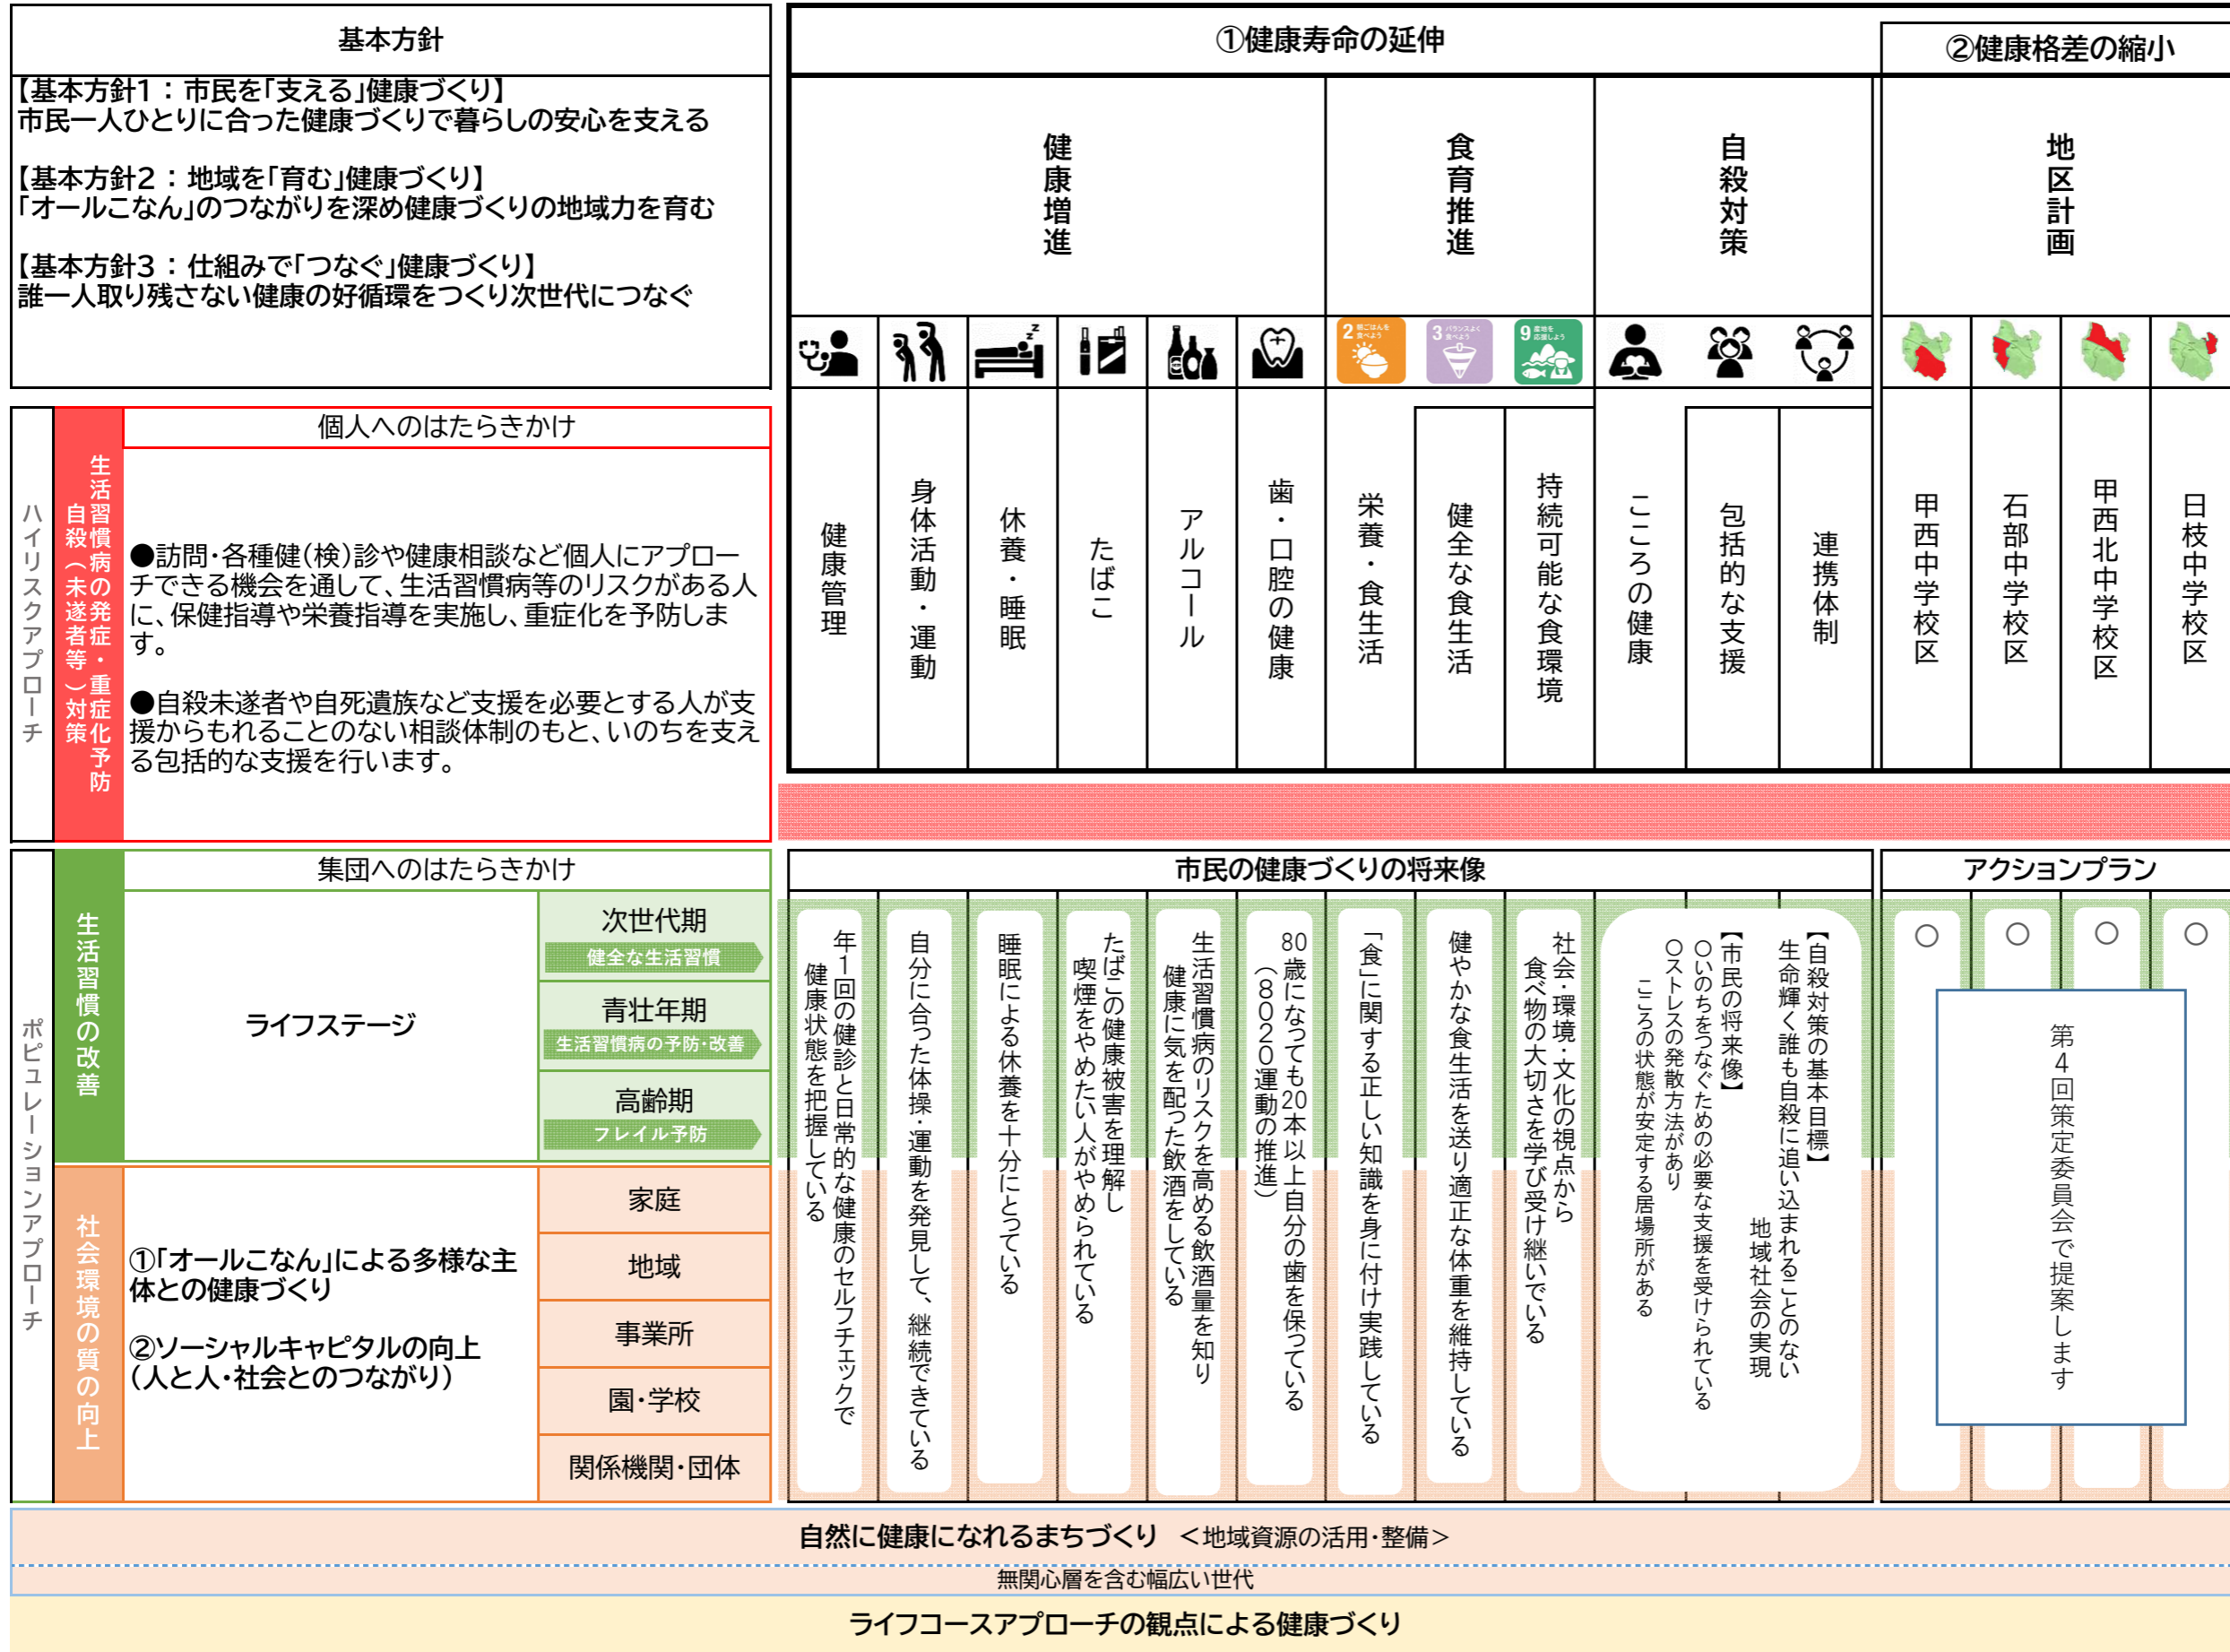 基本方針
【基本方針1：市民を「支える」健康づくり】
市民一人ひとりに合った健康づくりで暮らしの安心を支える
【基本方針2：地域を「育む」健康づくり】
「オールこなん」のつながりを深め健康づくりの地域力を育む
【基本方針3：仕組みで「つなぐ」健康づくり】
誰一人取り残さない健康の好循環をつくり次世代につなぐ
①健康寿命の延伸
②健康格差の縮小
健康増進
食育推進
自殺対策
地区計画
2 朝ごはんを
食べよう
3 バランスよく
食べよう
9 産地を
応援しよう
健康管理
身体活動・運動
休養・睡眠
たばこ
アルコール
歯・口腔の健康
栄養・食生活
健全な食生活
持続可能な食環境
こころの健康
包括的な支援
連携体制
甲西中学校区
石部中学校区
甲西北中学校区
日枝中学校区
ハイリスクアプローチ
生活習慣病の発症・重症化予防
自殺（未遂者等）対策
個人へのはたらきかけ
●訪問・各種健（検）診や健康相談など個人にアプロー
チできる機会を通して、生活習慣病等のリスクがある人
に、保健指導や栄養指導を実施し、重症化を予防しま
す。
●自殺未遂者や自死遺族など支援を必要とする人が支
援からもれることのない相談体制のもと、いのちを支え
る包括的な支援を行います。
ポピュレーションアプローチ
生活習慣の改善
集団へのはたらきかけ
ライフステージ
次世代期
健全な生活習慣
青壮年期
生活習慣病の予防・改善
高齢期
フレイル予防
社会環境の質の向上
①「オールこなん」による多様な主
体との健康づくり
②ソーシャルキャピタルの向上
（人と人・社会とのつながり）
家庭
地域
事業所
園・学校
関係機関・団体
市民の健康づくりの将来像
年1回の健診と日常的な健康のセルフチェックで
健康状態を把握している
自分に合った体操・運動を発見して、継続できている
睡眠による休養を十分にとっている
たばこの健康被害を理解し
喫煙をやめたい人がやめられている
生活習慣病のリスクを高める飲酒量を知り
健康に気を配った飲酒をしている
80歳になっても20本以上自分の歯を保っている
（8020運動の推進）
「食」に関する正しい知識を身に付け実践している
健やかな食生活を送り適正な体重を維持している
社会・環境・文化の視点から
食べ物の大切さを学び受け継いでいる
【自殺対策の基本目標】
生命輝く誰も自殺に追い込まれることのない
地域社会の実現
【市民の将来像】
○いのちをつなぐための必要な支援を受けられている
○ストレスの発散方法があり
こころの状態が安定する居場所がある
アクションプラン
○
○
○
○
第4回策定委員会で提案します
自然に健康になれるまちづくり ＜地域資源の活用・整備＞
無関心層を含む幅広い世代
ライフコースアプローチの観点による健康づくり